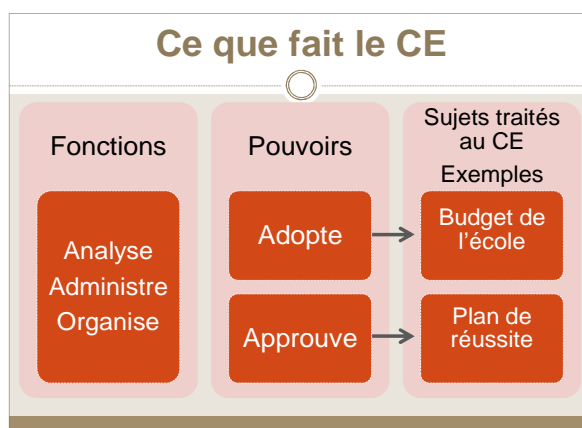 Ce que fait le CE
Fonctions
Analyse
Administre
Organise
Pouvoirs
Adopte
Approuve
Sujets traités
au CE
Exemples
Budget de
l'école
Plan de
réussite